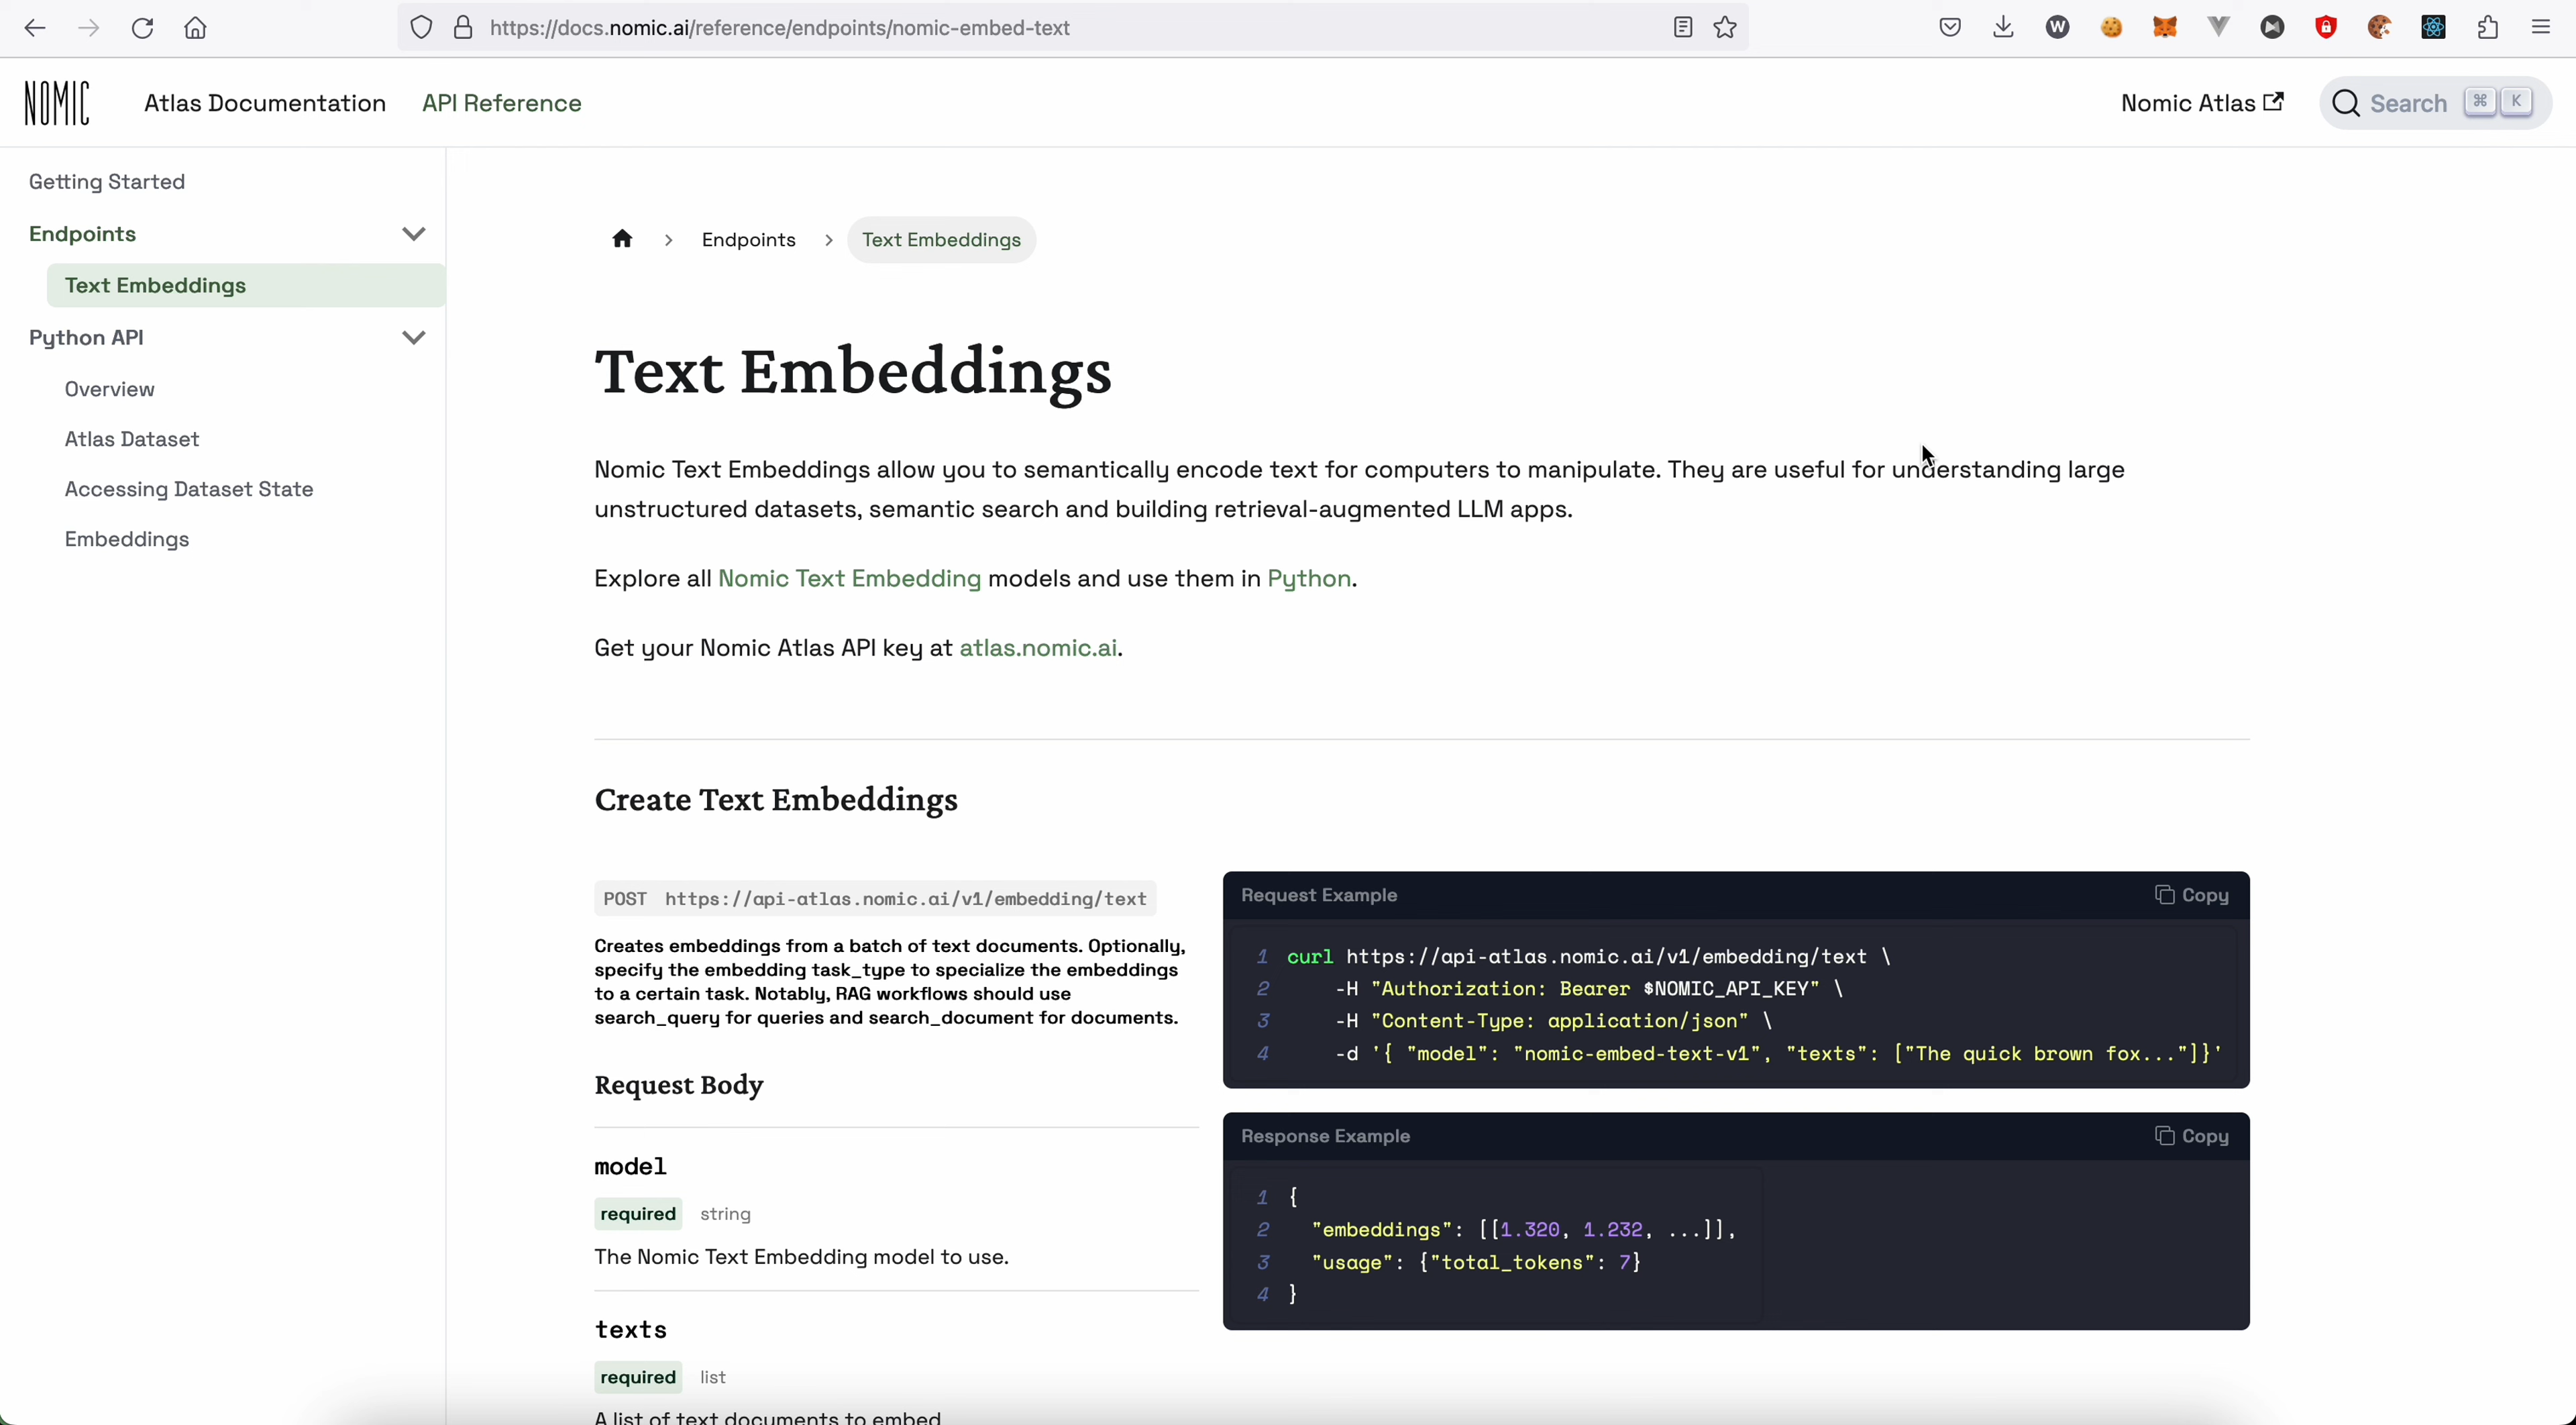 https://docs.nomic.ai/reference/endpoints/nomic-embed-text
NOMIC
Atlas Documentation
API Reference
Nomic Atlas
Search
⌘
K
Getting Started
Endpoints
Text Embeddings
Python API
Overview
Atlas Dataset
Accessing Dataset State
Embeddings
Endpoints
Text Embeddings
Text Embeddings
Nomic Text Embeddings allow you to semantically encode text for computers to manipulate. They are useful for understanding large
unstructured datasets, semantic search and building retrieval-augmented LLM apps.
Explore all Nomic Text Embedding models and use them in Python.
Get your Nomic Atlas API key at atlas.nomic.ai.
Create Text Embeddings
POST https://api-atlas.nomic.ai/v1/embedding/text
Creates embeddings from a batch of text documents. Optionally,
specify the embedding task_type to specialize the embeddings
to a certain task. Notably, RAG workflows should use
search_query for queries and search_document for documents.
Request Body
model
required string
The Nomic Text Embedding model to use.
texts
required list
A list of text documents to embed
Request Example
Copy
1 curl https://api-atlas.nomic.ai/v1/embedding/text \
2 -H "Authorization: Bearer $NOMIC_API_KEY" \
3 -H "Content-Type: application/json" \
4 -d '{ "model": "nomic-embed-text-v1", "texts": ["The quick brown fox..."]}'
Response Example
Copy
1 {
2 "embeddings": [[1.320, 1.232, ...]],
3 "usage": {"total_tokens": 7}
4 }